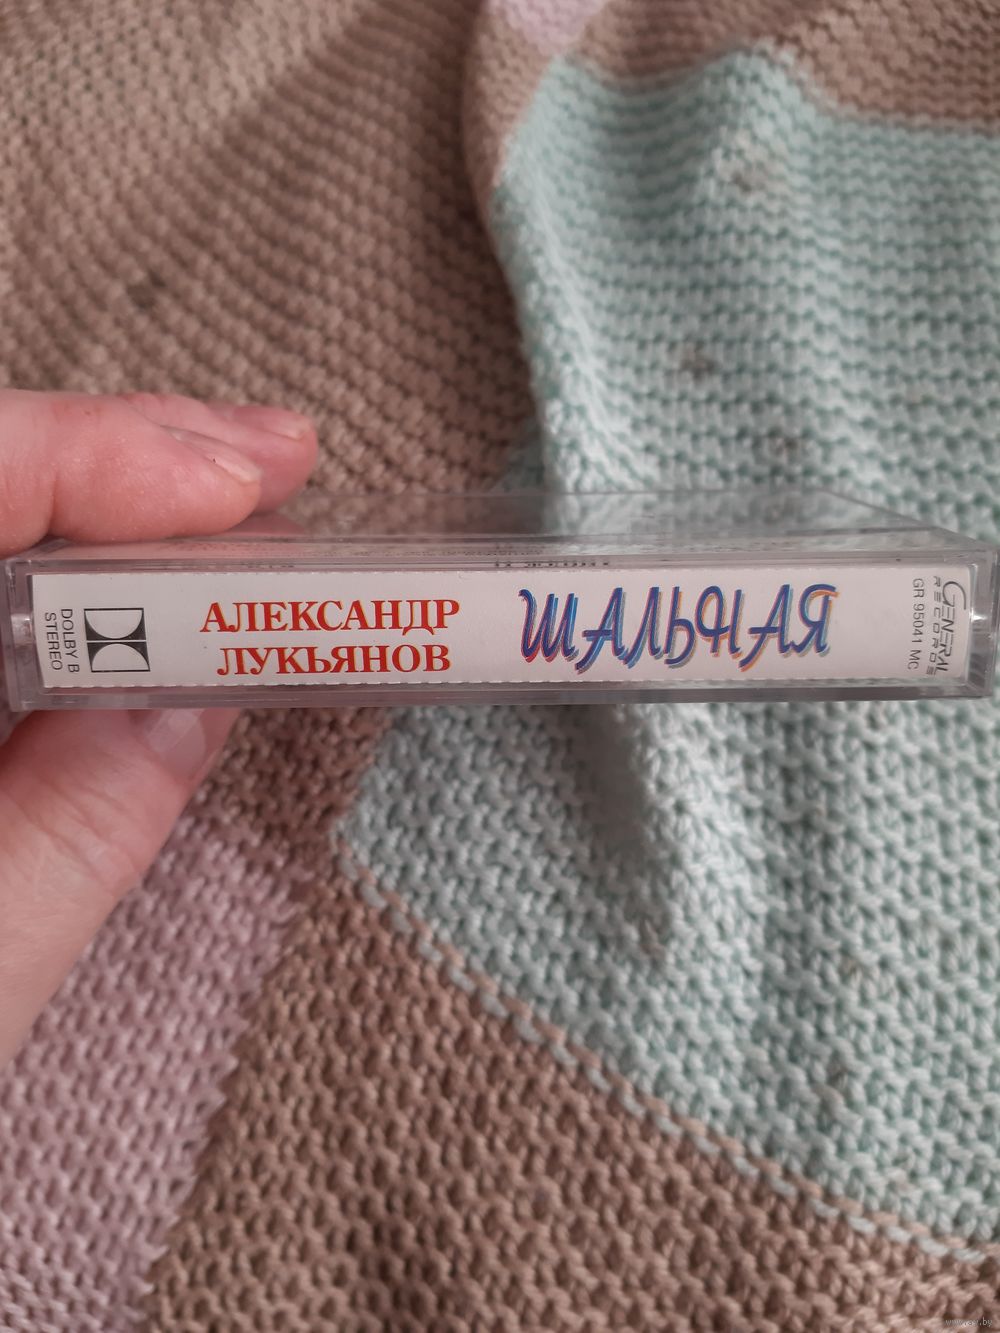 DOLBY B
STEREO
АЛЕКСАНДР
ЛУКЬЯНОВ
ШАЛЬНАЯ
GENERAL
RECORDS
GR 95041 MC